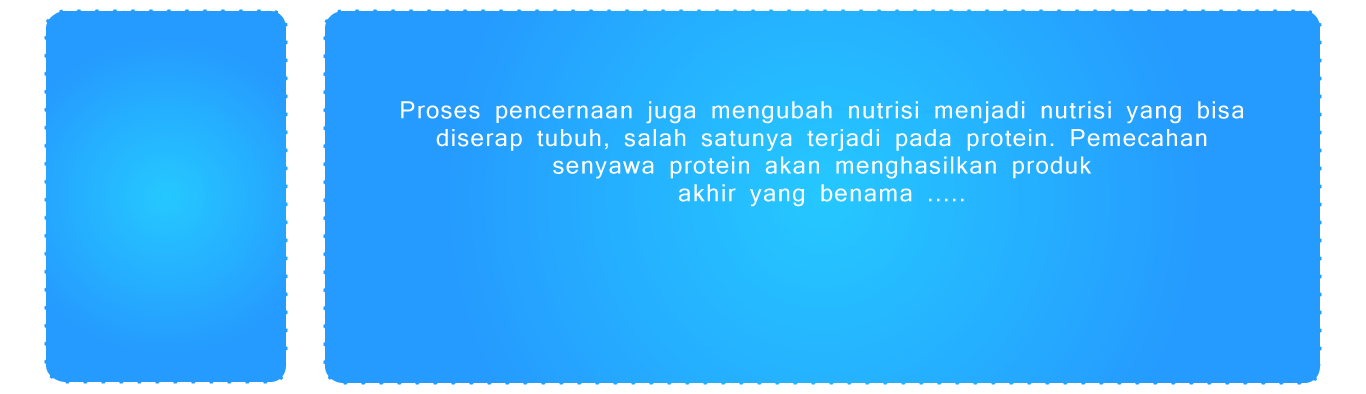 Proses pencernaan juga mengubah nutrisi menjadi nutrisi yang bisa
diserap tubuh, salah satunya terjadi pada protein. Pemecahan
senyawa protein akan menghasilkan produk
akhir yang benama .....